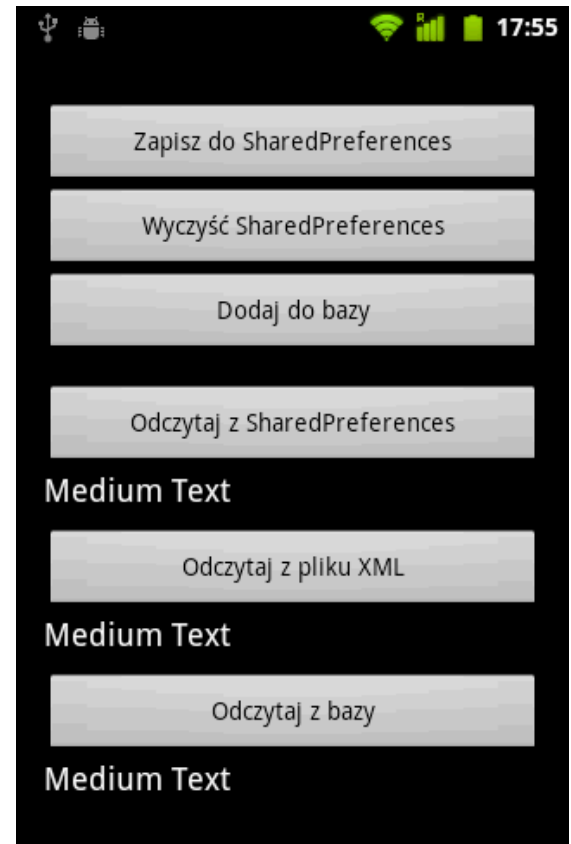 R 17:55
Zapisz do SharedPreferences
Wyczyść SharedPreferences
Dodaj do bazy
Odczytaj z SharedPreferences
Medium Text
Odczytaj z pliku XML
Medium Text
Odczytaj z bazy
Medium Text